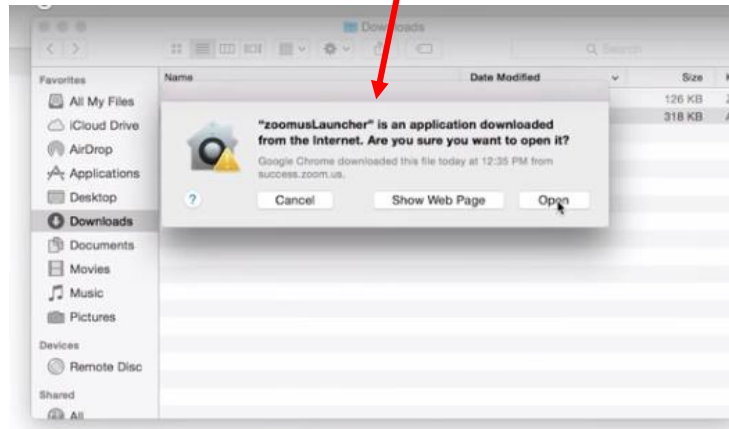 Downloads
Search
Favorites
Name Date Modified Size
All My Files
iCloud Drive
AirDrop
Applications
Desktop
Downloads
Documents
Movies
Music
Pictures
Devices
Remote Disc
Shared
All
126 KB
318 KB
"zoomusLauncher" is an application downloaded
from the Internet. Are you sure you want to open it?
Google Chrome downloaded this file today at 12:35 PM from
success.zoom.us.
? Cancel Show Web Page Open